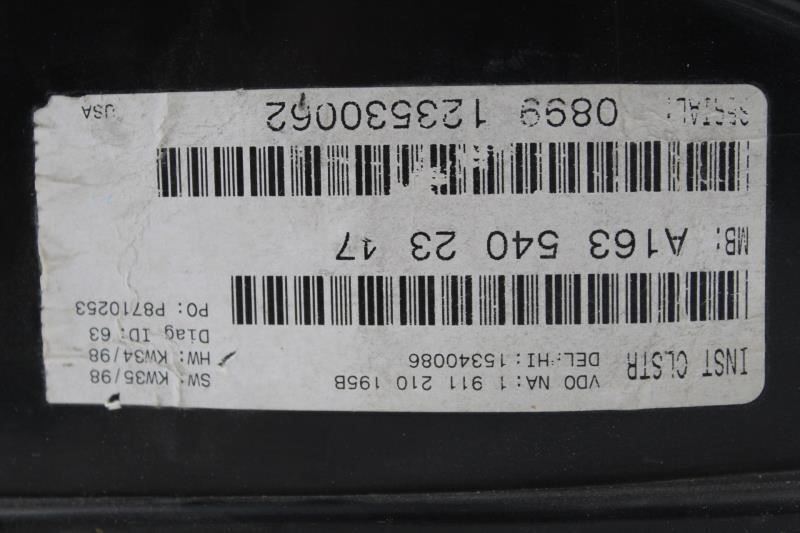 INST CLSTR
VDO NA: 1 911 210 195B
DEL.HI: 15340086
SW: KW35/98
HW: KW34/98
Diag ID: 63
PO: P8710253
MB: A163 540 23 17
SERIAL: 0899 123530062
USA